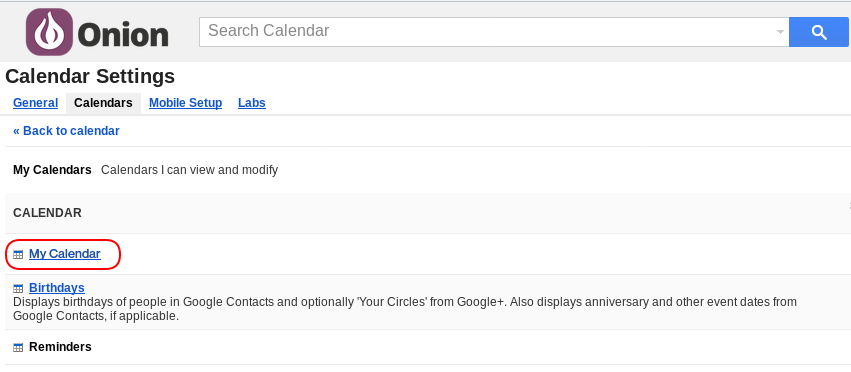 Onion
Search Calendar
Calendar Settings
General Calendars Mobile Setup Labs
« Back to calendar
My Calendars Calendars I can view and modify
CALENDAR
My Calendar
Birthdays
Displays birthdays of people in Google Contacts and optionally 'Your Circles' from Google+. Also displays anniversary and other event dates from
Google Contacts, if applicable.
Reminders